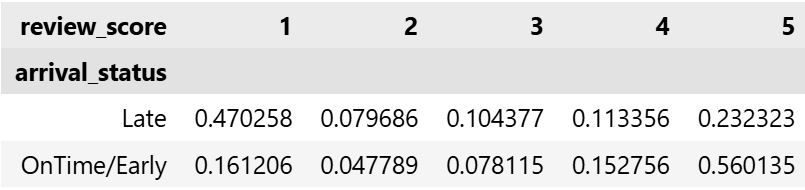 review_score 1 2 3 4 5
arrival_status
Late 0.470258 0.079686 0.104377 0.113356 0.232323
OnTime/Early 0.161206 0.047789 0.078115 0.152756 0.560135